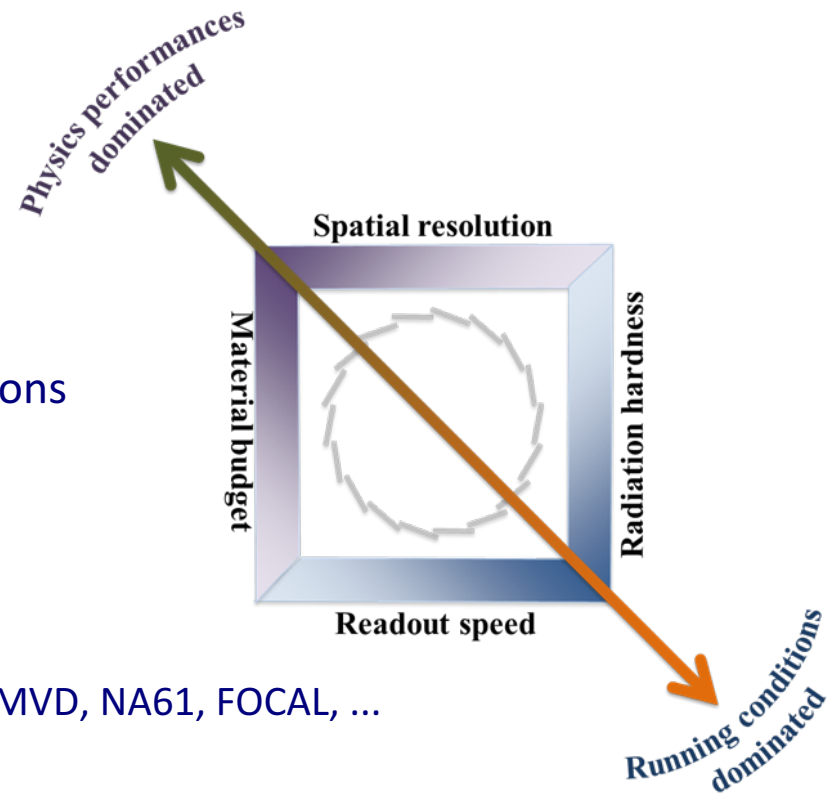 Physics performances
dominated
Spatial resolution
Material budget
Radiation hardness
ons
Readout speed
MVD, NA61, FOCAL, ...
Running conditions
dominated